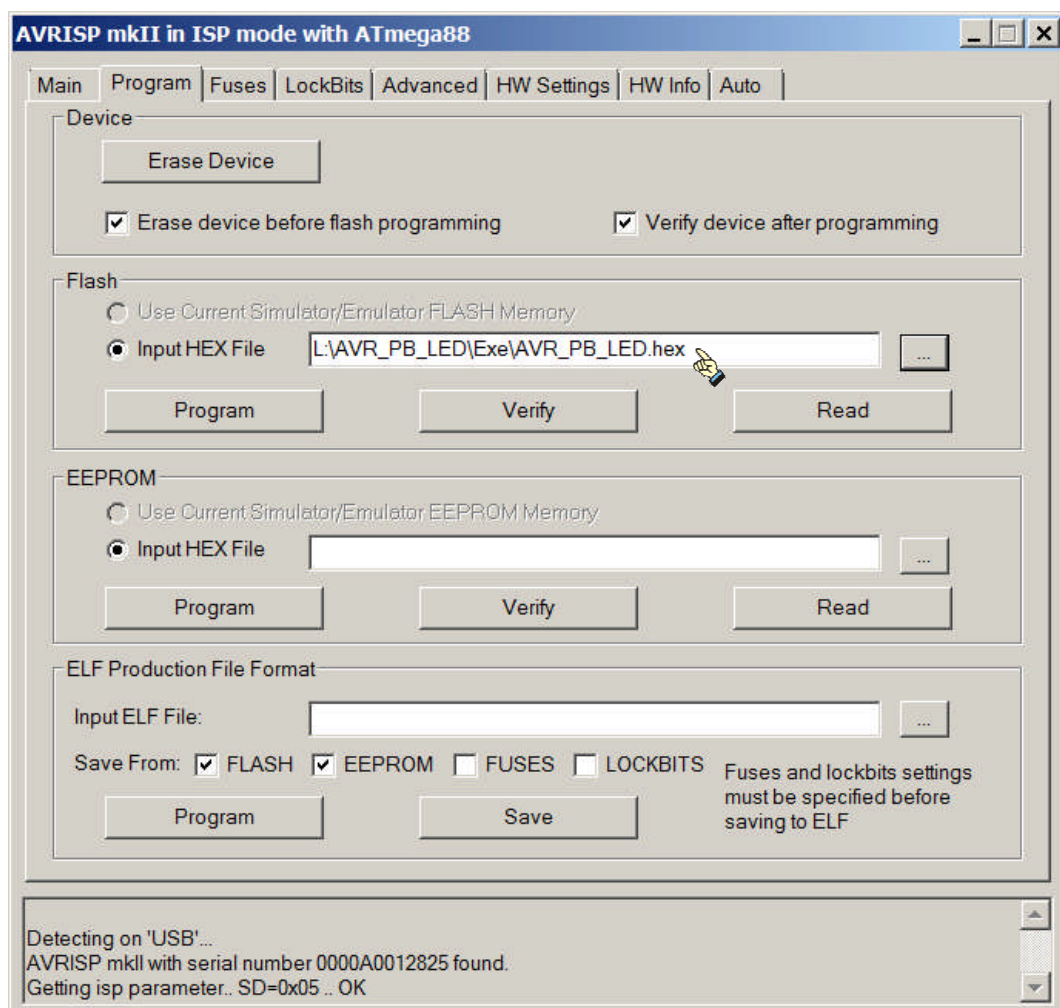 AVRISP mkII in ISP mode with ATmega88
Main Program Fuses LockBits Advanced HW Settings HW Info Auto
Device
Erase Device
Erase device before flash programming Verify device after programming
Flash
Use Current Simulator/Emulator FLASH Memory
Input HEX File L:\AVR_PB_LED\Exe\AVR_PB_LED.hex ...
Program Verify Read
EEPROM
Use Current Simulator/Emulator EEPROM Memory
Input HEX File ...
Program Verify Read
ELF Production File Format
Input ELF File: ...
Save From: FLASH EEPROM FUSES LOCKBITS
Fuses and lockbits settings
must be specified before
saving to ELF
Program Save
Detecting on 'USB'...
AVRISP mkII with serial number 0000A0012825 found.
Getting isp parameter.. SD=0x05 .. OK